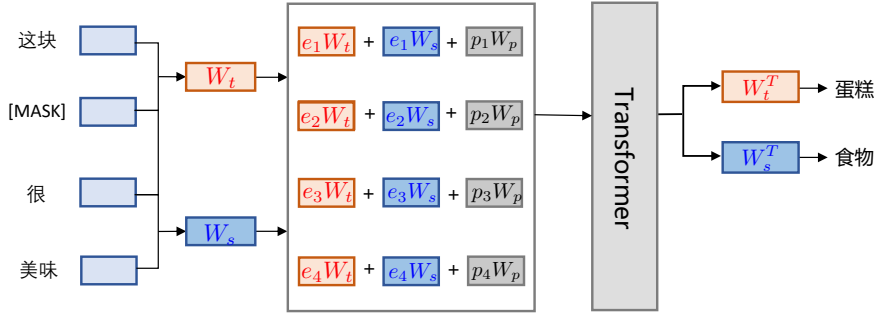 这块
[MASK]
很
美味
W_t
W_s
e_1W_t + e_1W_s + p_1W_p
e_2W_t + e_2W_s + p_2W_p
e_3W_t + e_3W_s + p_3W_p
e_4W_t + e_4W_s + p_4W_p
Transformer
W_t^T
蛋糕
W_s^T
食物